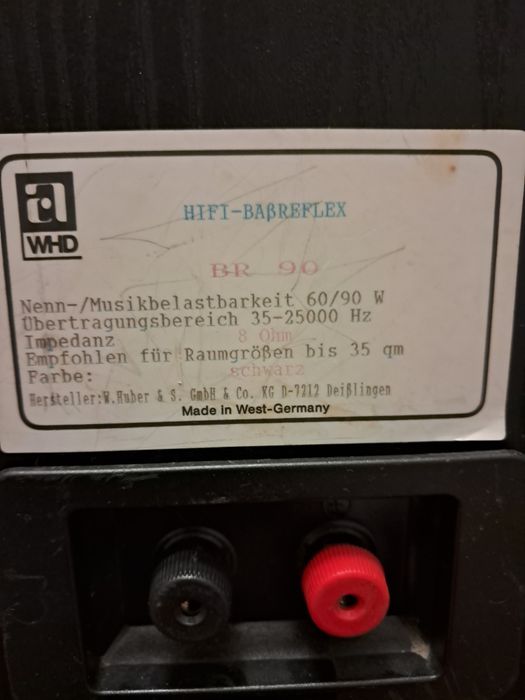 a
WHD
HIFI-BAßREFLEX
BR 90
Nenn-/Musikbelastbarkeit 60/90 W
Übertragungsbereich 35-25000 Hz
Impedanz 8 Ohm
Empfohlen für Raumgrößen bis 35 qm
Farbe: schwarz
Hersteller:W.Huber & S. GmbH & Co. KG D-7212 Deißlingen
Made in West-Germany